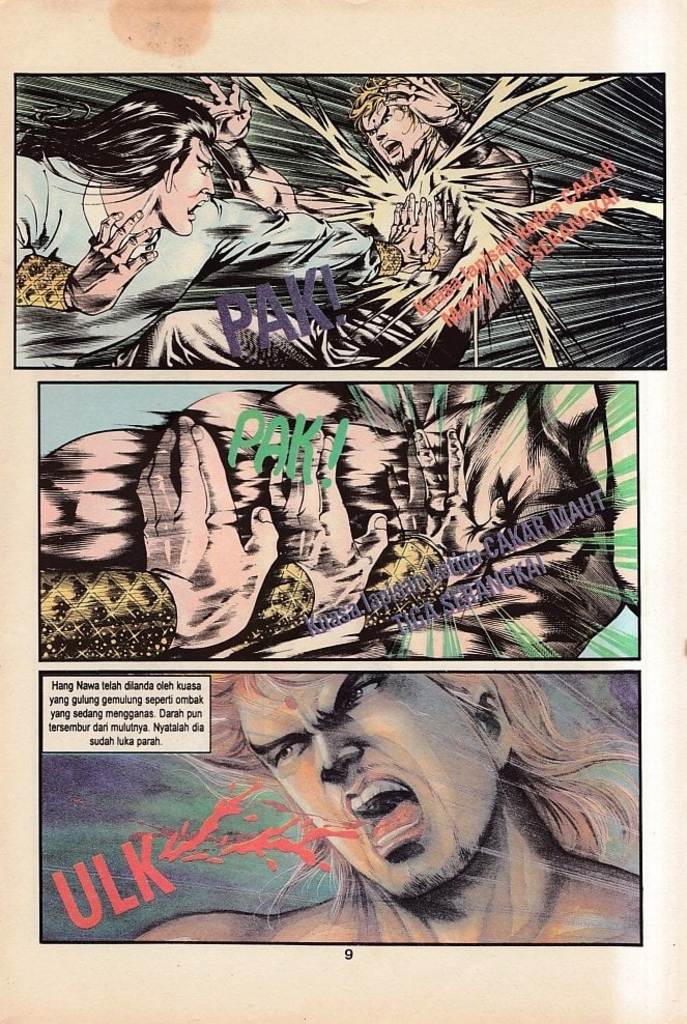 PAK!
Kuasa lapisan kedua CAKAR
MAUT TIGA SERANGKAI
PAK!
Kuasa lapisan ketiga CAKAR MAUT
TIGA SERANGKAI
Hang Nawa telah dilanda oleh kuasa
yang gulung gemulung seperti ombak
yang sedang mengganas. Darah pun
tersembur dari mulutnya. Nyatalah dia
sudah luka parah.
ULK
9